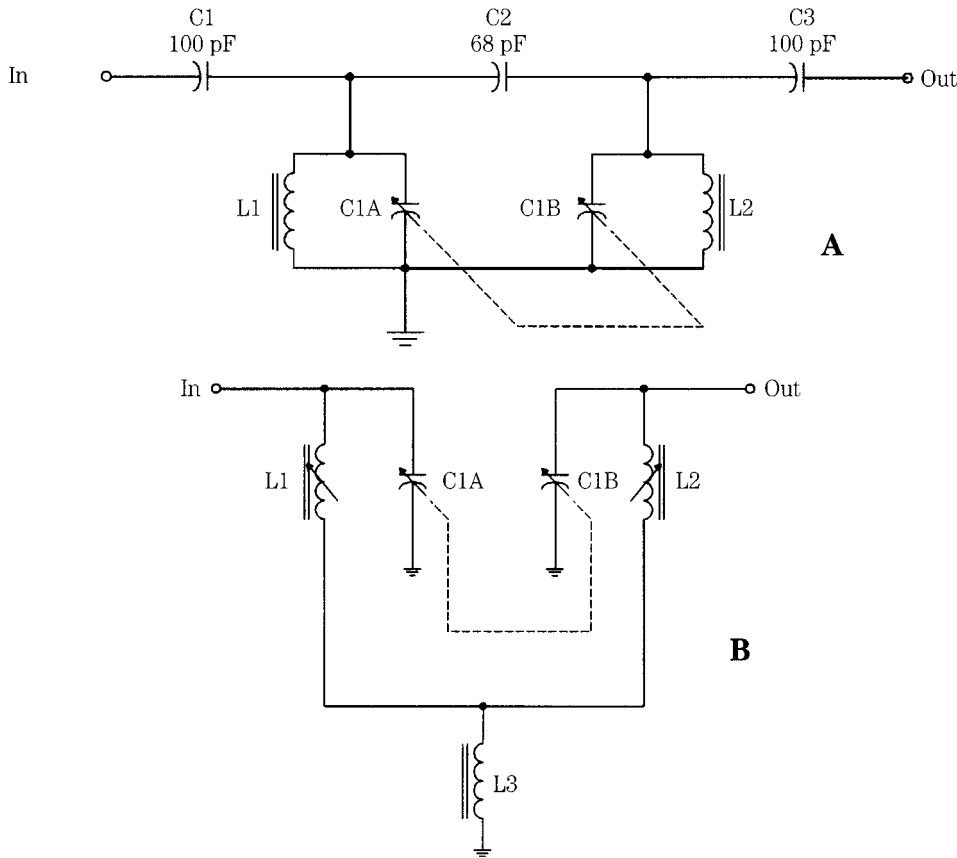 C1
100 pF
C2
68 pF
C3
100 pF
In
Out
L1
C1A
C1B
L2
A
In
Out
L1
C1A
C1B
L2
B
L3